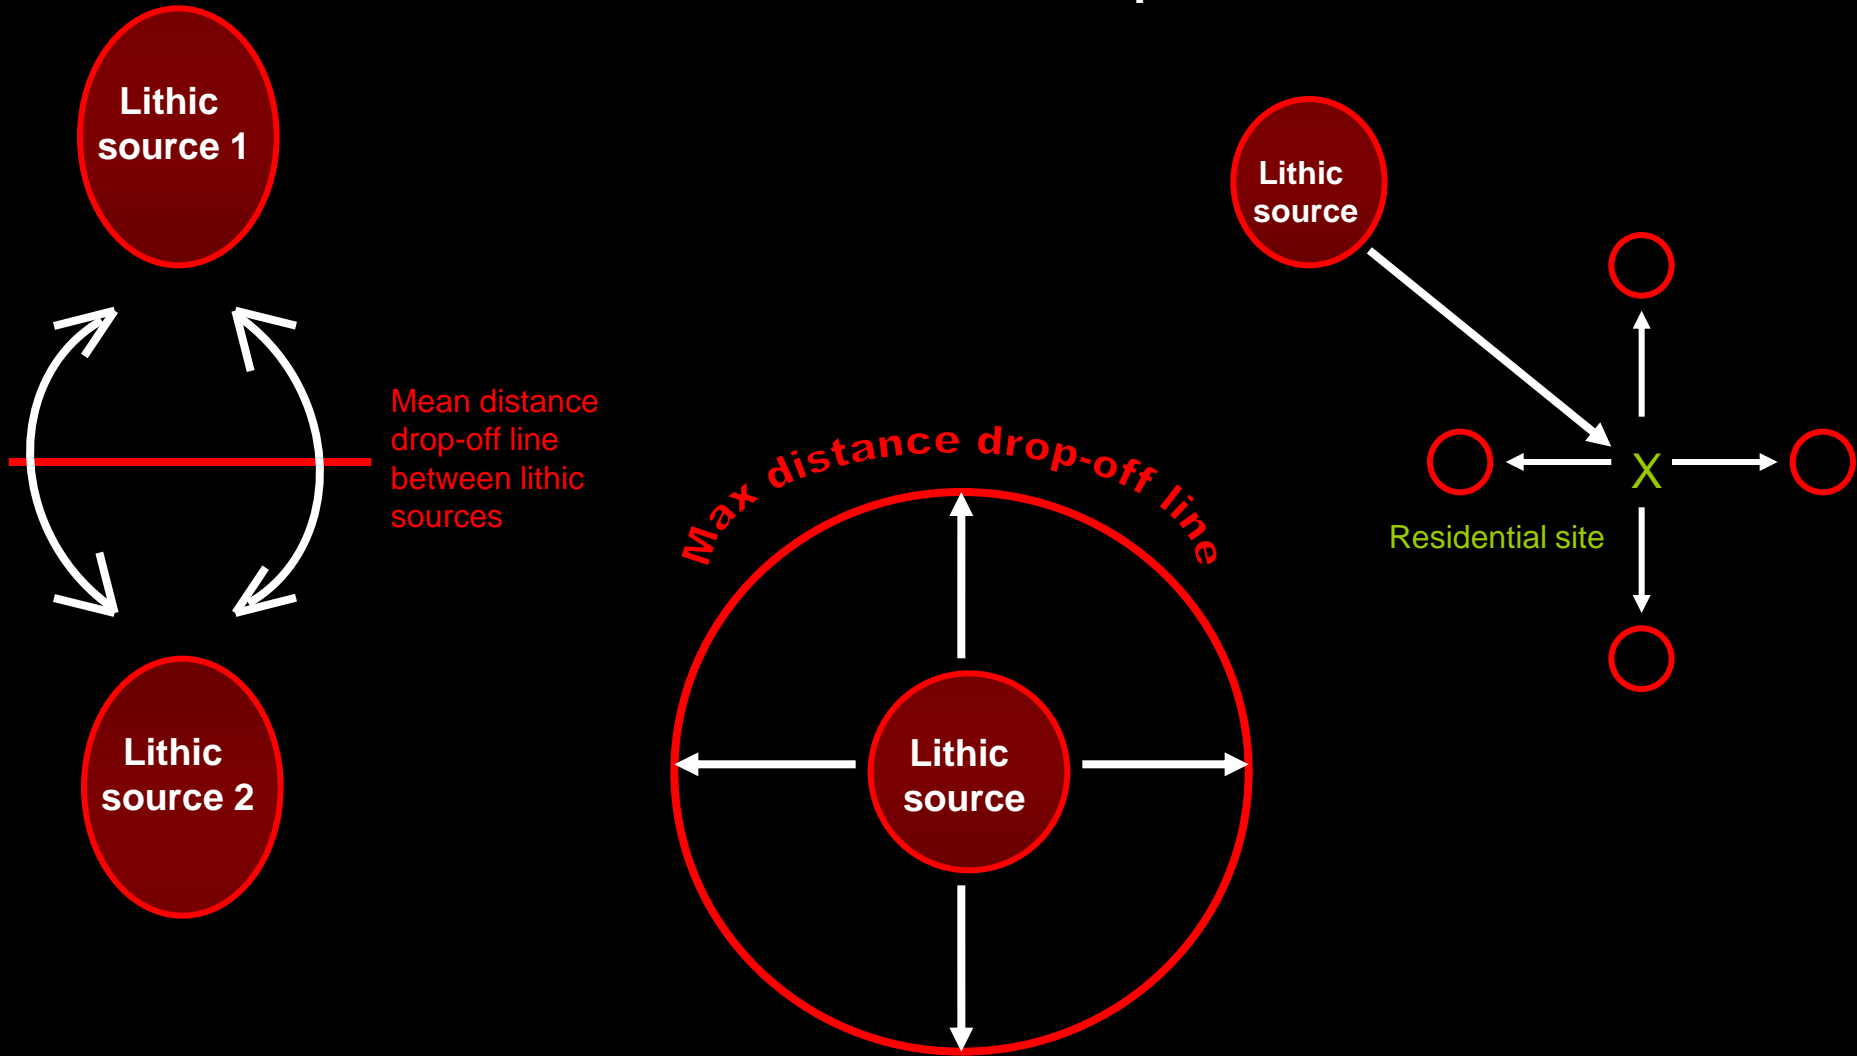 Lithic
source 1
Mean distance
drop-off line
between lithic
sources
Lithic
source 2
Max distance drop-off line
Lithic
source
Lithic
source
X
Residential site